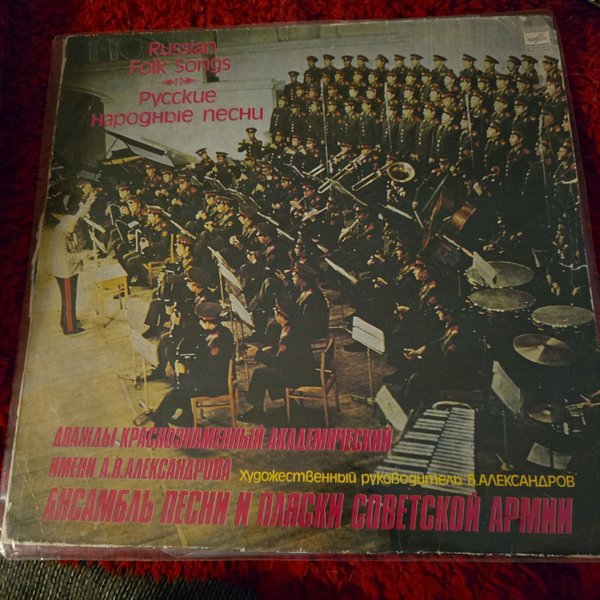 Russian
Folk Songs
Русские
народные песни
ДВАЖДЫ КРАСНОЗНАМЕННЫЙ АКАДЕМИЧЕСКИЙ
ИМЕНИ А.В.АЛЕКСАНДРОВА
Художественный руководитель Б.АЛЕКСАНДРОВ
АНСАМБЛЬ ПЕСНИ И ПЛЯСКИ СОВЕТСКОЙ АРМИИ